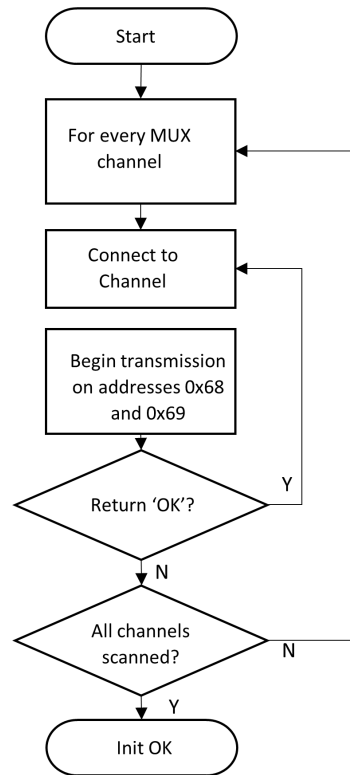 Start
For every MUX
channel
Connect to
Channel
Begin transmission
on addresses 0x68
and 0x69
Return ‘OK’?
Y
N
All channels
scanned?
N
Y
Init OK